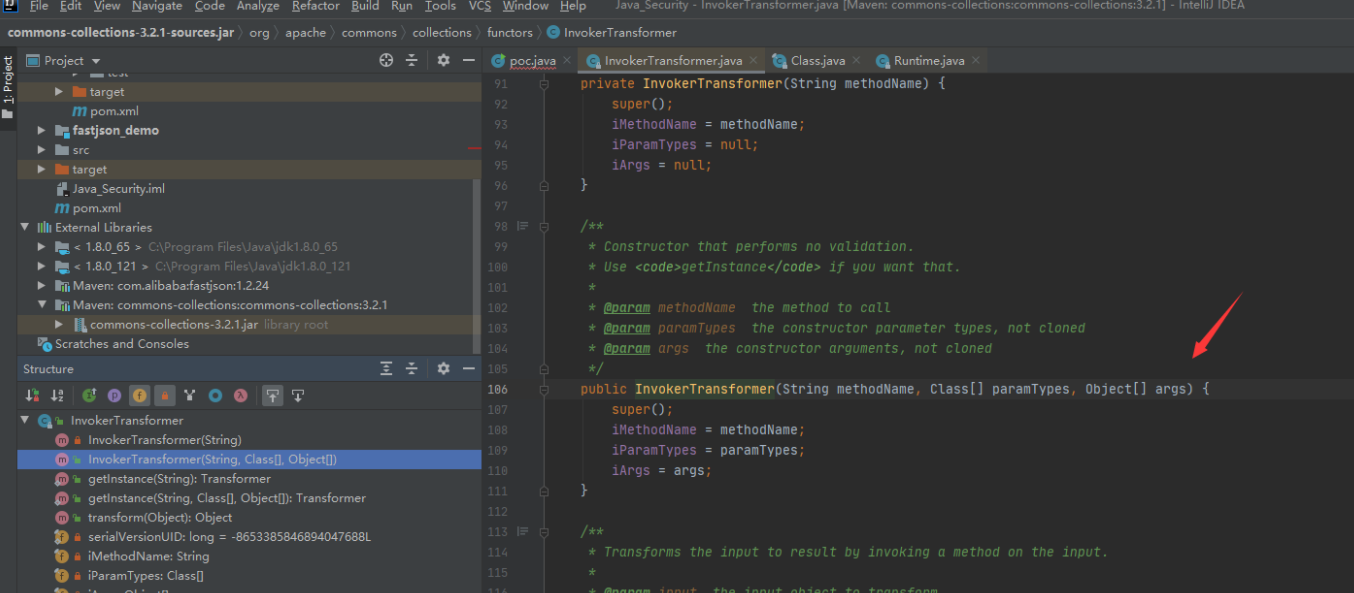 File Edit View Navigate Code Analyze Refactor Build Run Tools VCS Window Help Java_Security - InvokerTransformer.java [Maven: commons-collections:commons-collections:3.2.1] - IntelliJ IDEA
commons-collections-3.2.1-sources.jar org apache commons collections functors InvokerTransformer
1: Project
Project
poc.java InvokerTransformer.java Class.java Runtime.java
test
target
pom.xml
fastjson_demo
src
target
Java_Security.iml
pom.xml
External Libraries
< 1.8.0_65 > C:\Program Files\Java\jdk1.8.0_65
< 1.8.0_121 > C:\Program Files\Java\jdk1.8.0_121
Maven: com.alibaba:fastjson:1.2.24
Maven: commons-collections:commons-collections:3.2.1
commons-collections-3.2.1.jar library root
Scratches and Consoles
Structure
InvokerTransformer
InvokerTransformer(String)
InvokerTransformer(String, Class[], Object[])
getInstance(String): Transformer
getInstance(String, Class[], Object[]): Transformer
transform(Object): Object
serialVersionUID: long = -8653385846894047688L
iMethodName: String
iParamTypes: Class[]
91 private InvokerTransformer(String methodName) {
92 super();
93 iMethodName = methodName;
94 iParamTypes = null;
95 iArgs = null;
96 }
97
98 /**
99 * Constructor that performs no validation.
100 * Use <code>getInstance</code> if you want that.
101 *
102 * @param methodName the method to call
103 * @param paramTypes the constructor parameter types, not cloned
104 * @param args the constructor arguments, not cloned
105 */
106 public InvokerTransformer(String methodName, Class[] paramTypes, Object[] args) {
107 super();
108 iMethodName = methodName;
109 iParamTypes = paramTypes;
110 iArgs = args;
111 }
112
113 /**
114 * Transforms the input to result by invoking a method on the input.
115 *
116 * @param input the input object to transform